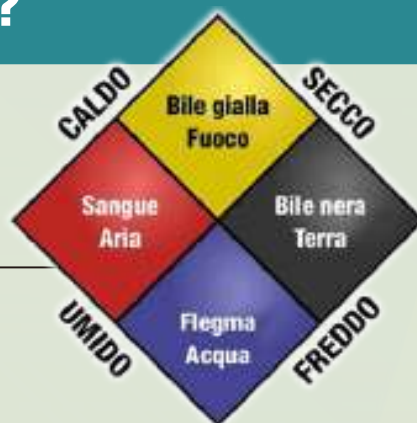 ?
CALDO
SECCO
Bile gialla
Fuoco
Sangue
Aria
Bile nera
Terra
Flegma
Acqua
UMIDO
FREDDO